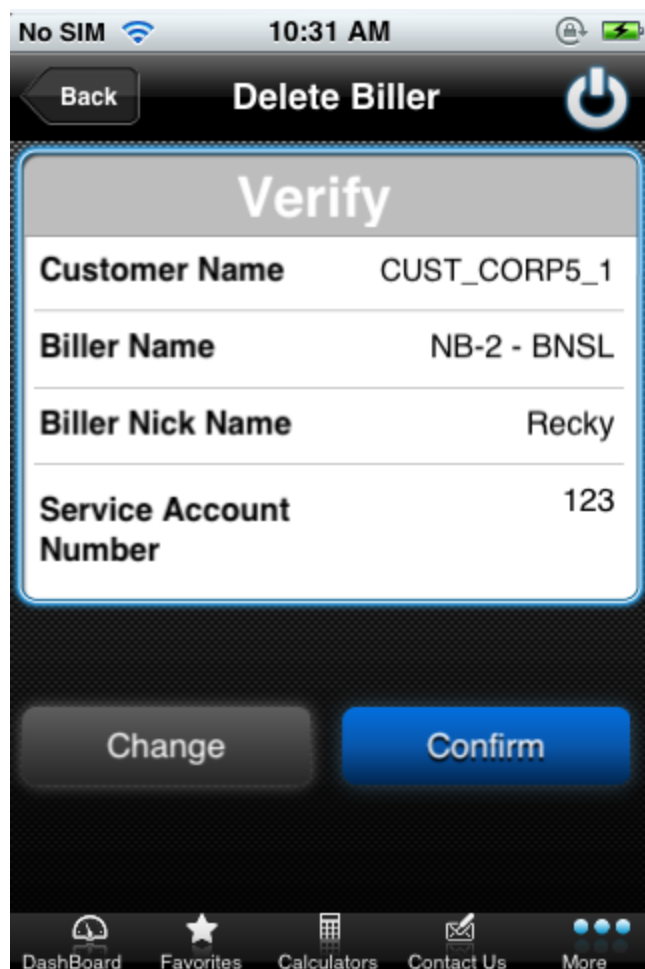 No SIM 10:31 AM
Back Delete Biller
Verify
Customer Name CUST_CORP5_1
Biller Name NB-2 - BNSL
Biller Nick Name Recky
Service Account 123
Number
Change Confirm
DashBoard Favorites Calculators Contact Us More